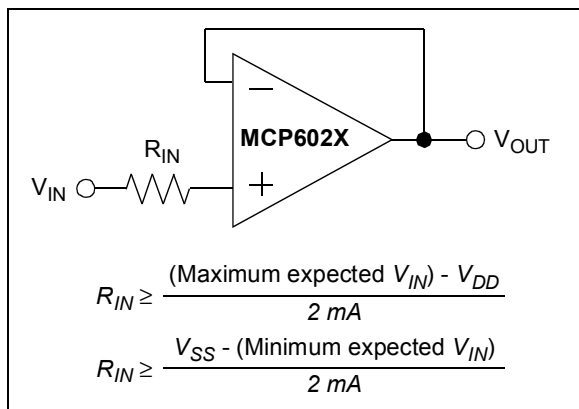 −
MCP602X
R_IN
V_IN
+
V_OUT
R_IN ≥ (Maximum expected V_IN) - V_DD
2 mA
R_IN ≥ V_SS - (Minimum expected V_IN)
2 mA